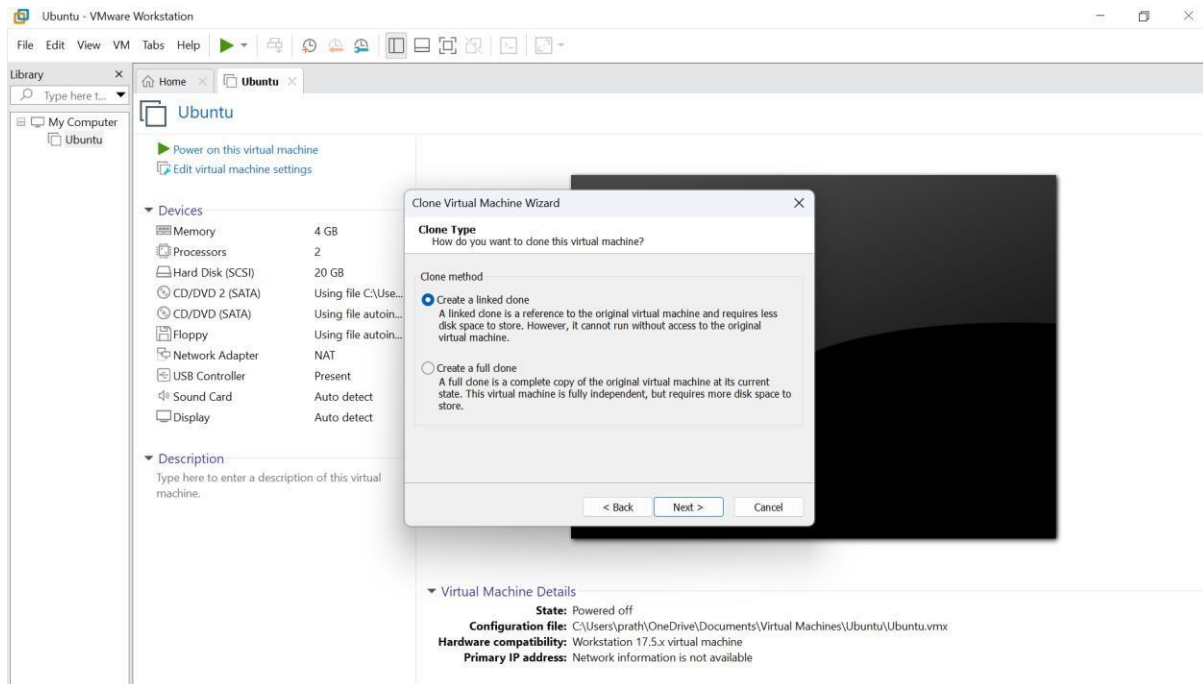 Ubuntu - VMware Workstation
File Edit View VM Tabs Help
Library
Type here t...
My Computer
Ubuntu
Home
Ubuntu
Ubuntu
Power on this virtual machine
Edit virtual machine settings
Devices
Memory 4 GB
Processors 2
Hard Disk (SCSI) 20 GB
CD/DVD 2 (SATA) Using file C:\Use...
CD/DVD (SATA) Using file autoin...
Floppy Using file autoin...
Network Adapter NAT
USB Controller Present
Sound Card Auto detect
Display Auto detect
Description
Type here to enter a description of this virtual
machine.
Clone Virtual Machine Wizard
Clone Type
How do you want to clone this virtual machine?
Clone method
Create a linked clone
A linked clone is a reference to the original virtual machine and requires less
disk space to store. However, it cannot run without access to the original
virtual machine.
Create a full clone
A full clone is a complete copy of the original virtual machine at its current
state. This virtual machine is fully independent, but requires more disk space to
store.
< Back Next > Cancel
Virtual Machine Details
State: Powered off
Configuration file: C:\Users\prath\OneDrive\Documents\Virtual Machines\Ubuntu\Ubuntu.vmx
Hardware compatibility: Workstation 17.5.x virtual machine
Primary IP address: Network information is not available